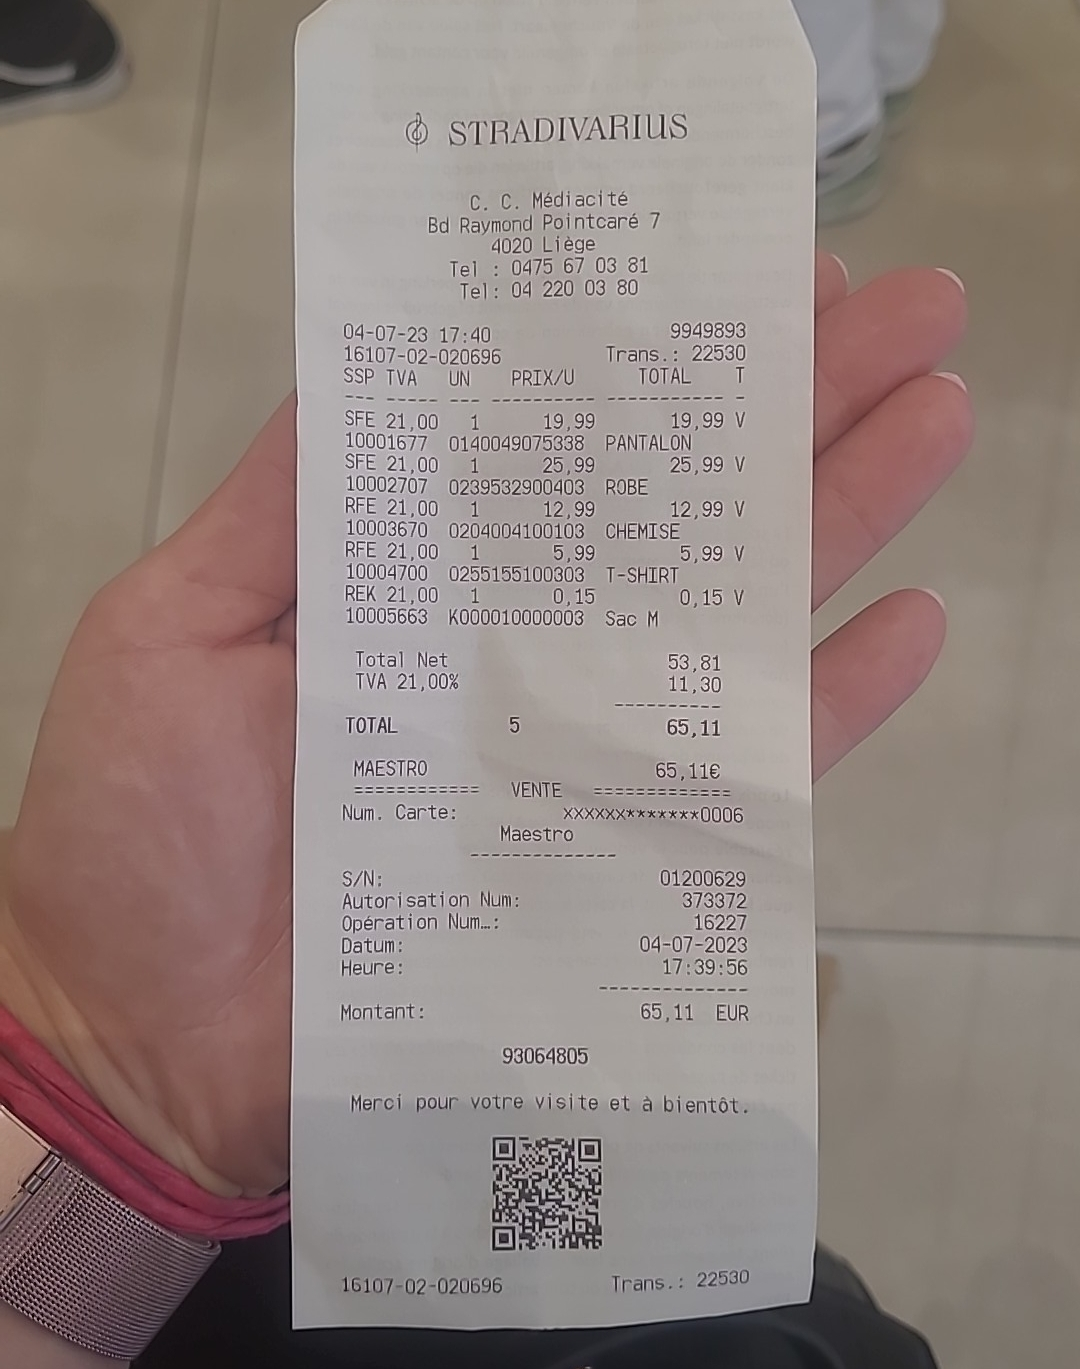 STRADIVARIUS
C. C. Médiacité
Bd Raymond Pointcaré 7
4020 Liège
Tel : 0475 67 03 81
Tel: 04 220 03 80
04-07-23 17:40 9949893
16107-02-020696 Trans.: 22530
SSP TVA UN PRIX/U TOTAL T
--- ----- --- ---------- ----------- -
SFE 21,00 1 19,99 19,99 V
10001677 0140049075338 PANTALON
SFE 21,00 1 25,99 25,99 V
10002707 0239532900403 ROBE
RFE 21,00 1 12,99 12,99 V
10003670 0204004100103 CHEMISE
RFE 21,00 1 5,99 5,99 V
10004700 0255155100303 T-SHIRT
REK 21,00 1 0,15 0,15 V
10005663 K000010000003 Sac M
Total Net 53,81
TVA 21,00% 11,30
----------
TOTAL 5 65,11
MAESTRO 65,11€
============ VENTE =============
Num. Carte: XXXXXX*******0006
Maestro
--------------
S/N: 01200629
Autorisation Num: 373372
Opération Num…: 16227
Datum: 04-07-2023
Heure: 17:39:56
--------------
Montant: 65,11 EUR
93064805
Merci pour votre visite et à bientôt.
16107-02-020696 Trans.: 22530